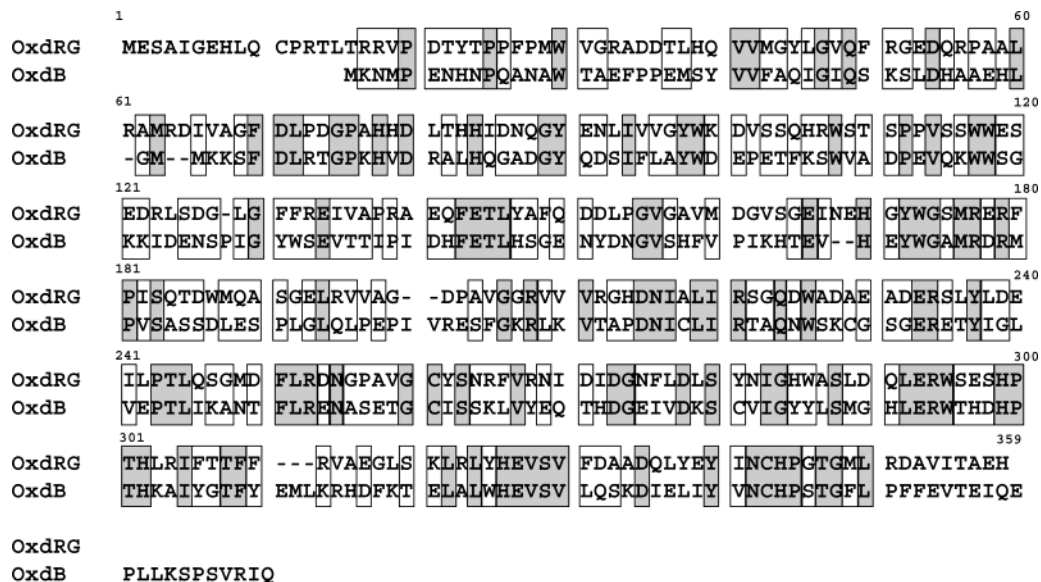 1 60
OxdRG MESAIGEHLQ CPRTLTRRVP DTYTPPFPMW VGRADDTLHQ VVMGYLGVQF RGEDQRPAAL
OxdB MKNMP ENHNPQANAW TAEFPPEMSY VVFAQIGIQS KSLDHAAEHL
61 120
OxdRG RAMRDIVAGF DLPDGPAHHD LTHHIDNQGY ENLIVVGYWK DVSSQHRWST SPPVSSWWES
OxdB -GM--MKKSF DLRTGPKHVD RALHQGADGY QDSIFLAYWD EPETFKSWVA DPEVQKWWSG
121 180
OxdRG EDRLSDG-LG FFREIVAPRA EQFETLYAFQ DDLPGVGAVM DGVSGEINEH GYWGSMRERF
OxdB KKIDENSPIG YWSEVTTIPI DHFETLHSGE NYDNGVSHFV PIKHTEV--H EYWGAMRDRM
181 240
OxdRG PISQTDWMQA SGELRVVAG- -DPAVGGRVV VRGHDNIALI RSGQDWADAE ADERSLYLDE
OxdB PVSASSDLES PLGLQLPEPI VRESFGKRLK VTAPDNICLI RTAQNWSKCG SGERETYIGL
241 300
OxdRG ILPTLQSGMD FLRDNGPAVG CYSNRFVRNI DIDGNFLDLS YNIGHWASLD QLERWSESHP
OxdB VEPTLIKANT FLRENASETG CISSKLVYEQ THDGEIVDKS CVIGYYLSMG HLERWTHDHP
301 359
OxdRG THLRIFTTFF ---RVAEGLS KLRLYHEVSV FDAADQLYEY INCHPGTGML RDAVITAEH
OxdB THKAIYGTFY EMLKRHDFKT ELALWHEVSV LQSKDIELIY VNCHPSTGFL PFFEVTEIQE
OxdRG
OxdB PLLKSPSVRIQ